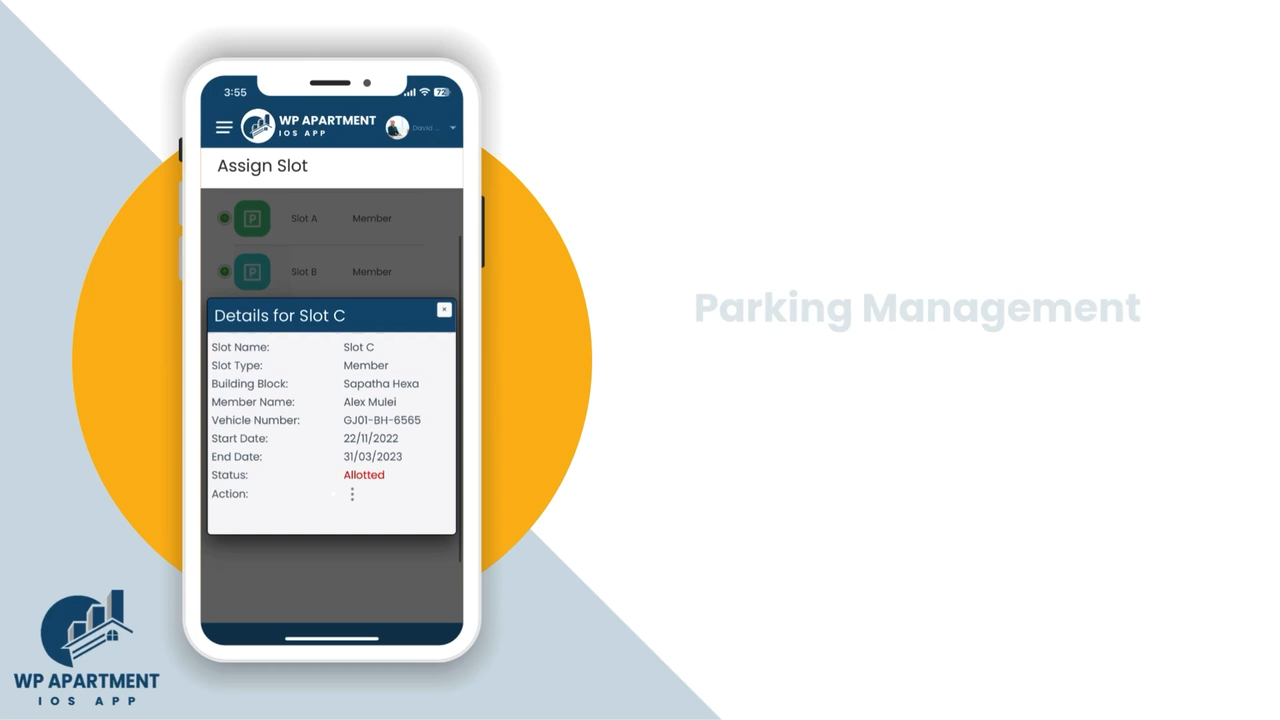 3:55
72
WP APARTMENT
IOS APP
David ...
Assign Slot
P
Slot A Member
P
Slot B Member
Details for Slot C
×
Slot Name: Slot C
Slot Type: Member
Building Block: Sapatha Hexa
Member Name: Alex Mulei
Vehicle Number: GJ01-BH-6565
Start Date: 22/11/2022
End Date: 31/03/2023
Status: Allotted
Action:
Parking Management
WP APARTMENT
IOS APP